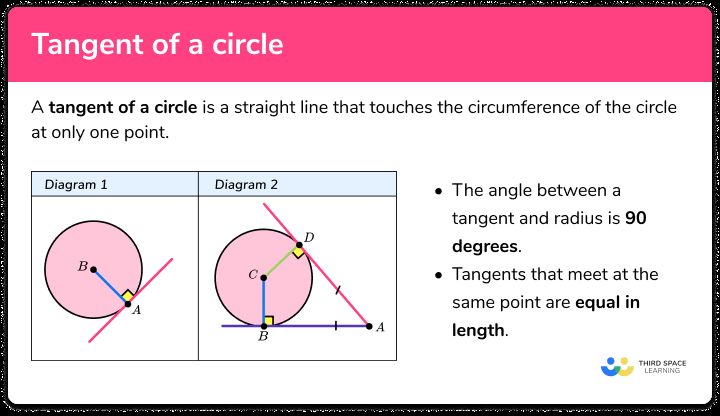 Tangent of a circle
A tangent of a circle is a straight line that touches the circumference of the circle
at only one point.
Diagram 1
B
A
Diagram 2
D
C
B
A
• The angle between a
tangent and radius is 90
degrees.
• Tangents that meet at the
same point are equal in
length.
THIRD SPACE
LEARNING